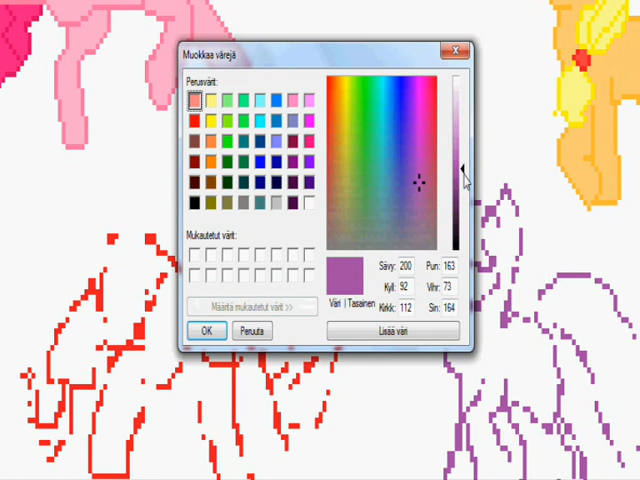 Muokkaa värejä
Perusvärit:
Mukautetut värit:
Määritä mukautetut värit >>
OK
Peruuta
Väri | Tasainen
Sävy: 200
Kyll: 92
Kirkk: 112
Pun: 163
Vihr: 73
Sin: 164
Lisää väri